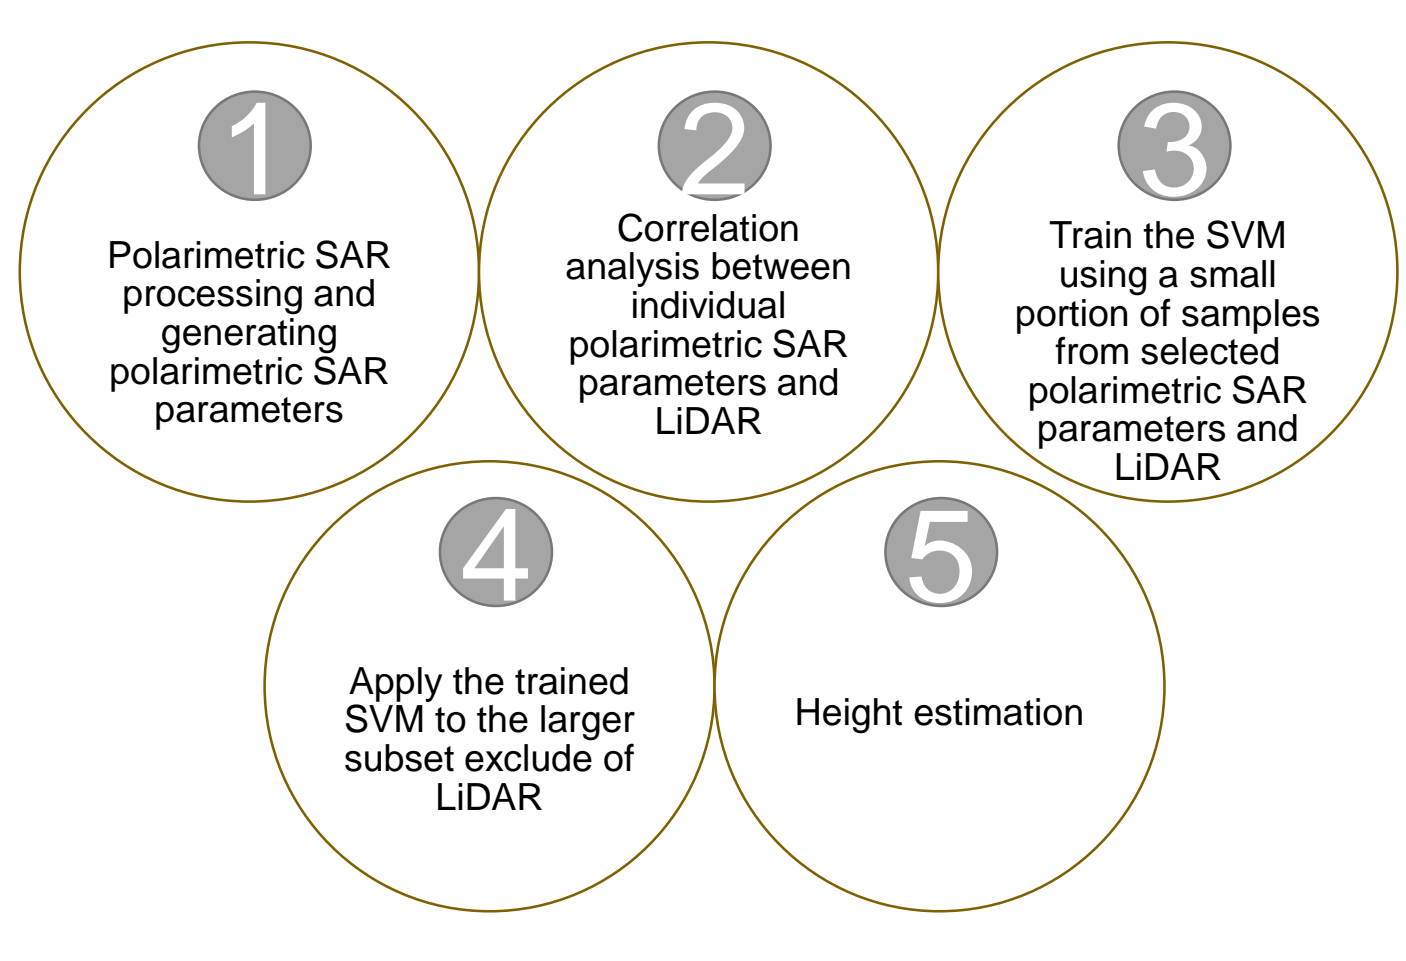 1
Polarimetric SAR
processing and
generating
polarimetric SAR
parameters
2
Correlation
analysis between
individual
polarimetric SAR
parameters and
LiDAR
3
Train the SVM
using a small
portion of samples
from selected
polarimetric SAR
parameters and
LiDAR
4
Apply the trained
SVM to the larger
subset exclude of
LiDAR
5
Height estimation